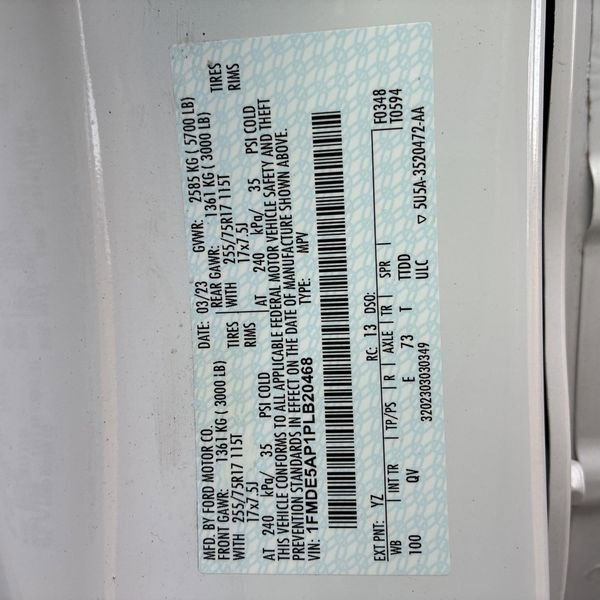 MFD. BY FORD MOTOR CO.
DATE: 03/23 GVWR: 2585 KG ( 5700 LB)
FRONT GAWR: 1361 KG ( 3000 LB) REAR GAWR: 1361 KG ( 3000 LB)
WITH 255/75R17 115T TIRES WITH 255/75R17 115T TIRES
17x7.5J RIMS 17x7.5J RIMS
AT 240 kPa/ 35 PSI COLD AT 240 kPa/ 35 PSI COLD
THIS VEHICLE CONFORMS TO ALL APPLICABLE FEDERAL MOTOR VEHICLE SAFETY AND THEFT
PREVENTION STANDARDS IN EFFECT ON THE DATE OF MANUFACTURE SHOWN ABOVE.
VIN: 1FMDE5AP1PLB20468 TYPE: MPV
F0348
T0594
EXT PNT: YZ RC: 13 DSO:
WB INT TR TP/PS R AXLE TR SPR
100 QV E 73 T TTDD
ULC ▽ 5U5A-3520472-AA
320230303349